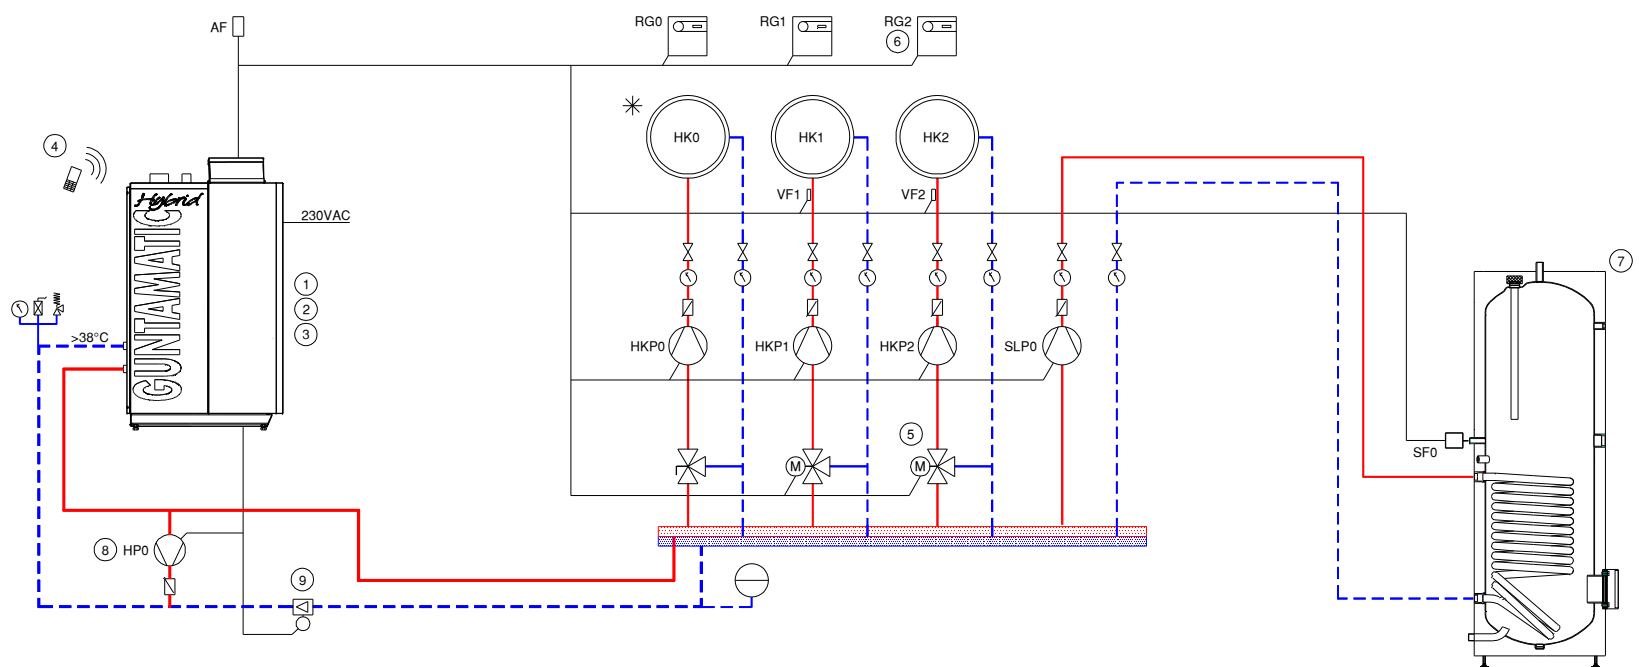 AF
RG0
RG1
RG2
6
4
HK0
HK1
HK2
Hybrid
GUNTAMATIC
230VAC
VF1
VF2
7
1
2
3
>38°C
HKP0
HKP1
HKP2
SLP0
5
M
M
SF0
8
HP0
9